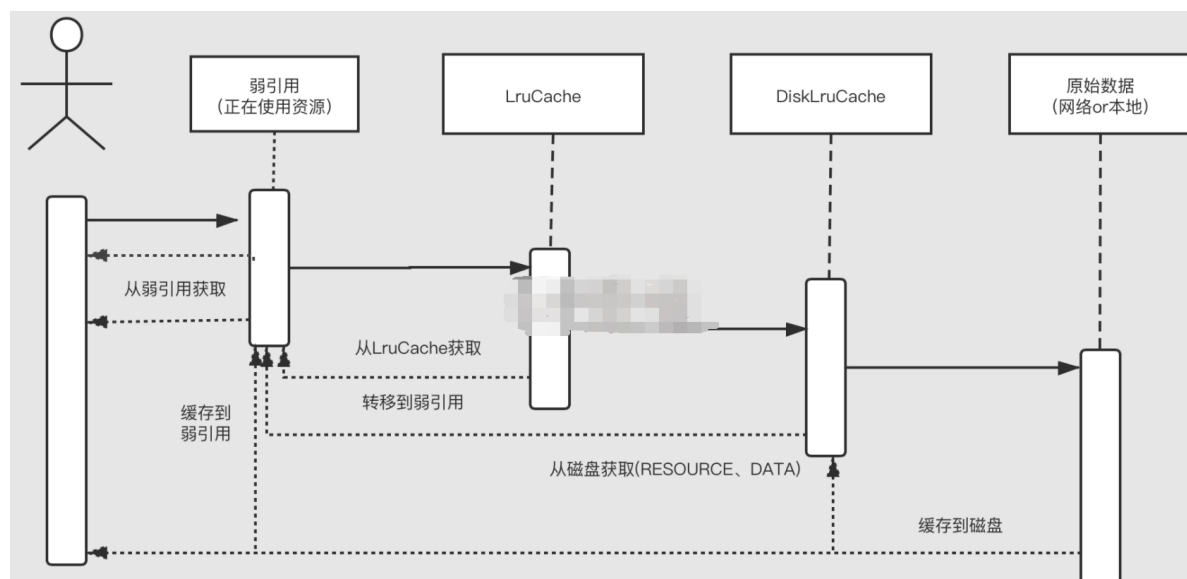 弱引用
(正在使用资源)
LruCache
DiskLruCache
原始数据
(网络or本地)
从弱引用获取
从LruCache获取
转移到弱引用
缓存到
弱引用
从磁盘获取(RESOURCE、DATA)
缓存到磁盘